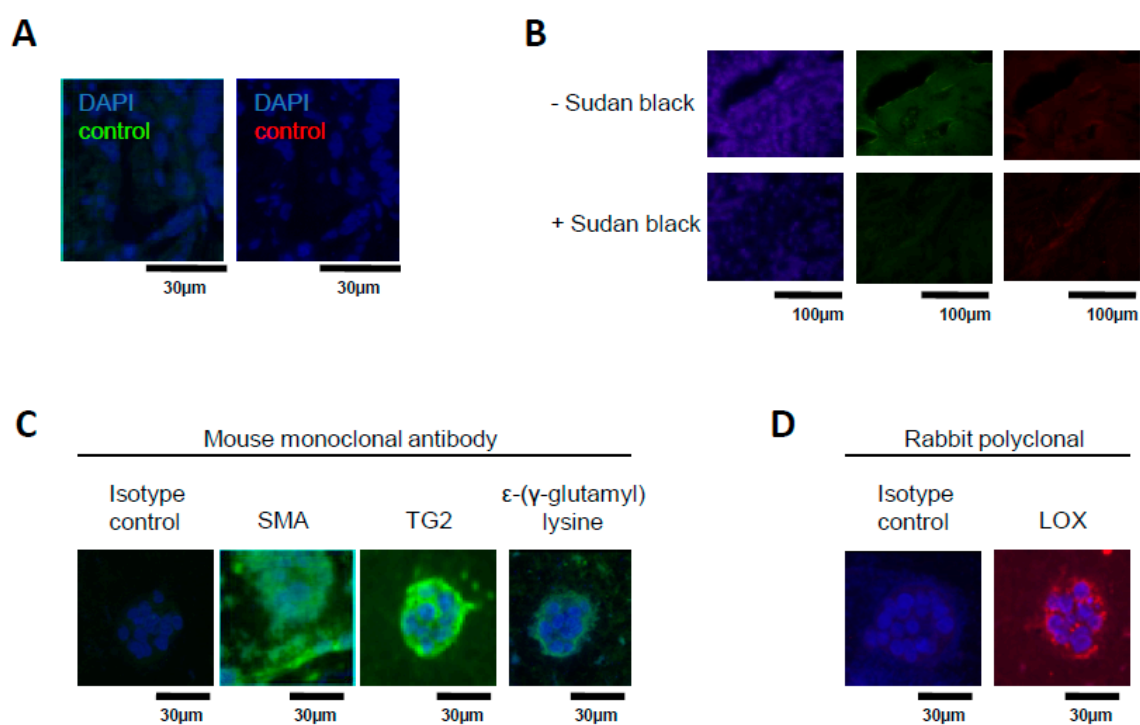 A
DAPI
control
DAPI
control
30µm
30µm
B
- Sudan black
+ Sudan black
100µm
100µm
100µm
C
Mouse monoclonal antibody
Isotype
control
SMA
TG2
ε-(γ-glutamyl)
lysine
30µm
30µm
30µm
30µm
D
Rabbit polyclonal
Isotype
control
LOX
30µm
30µm